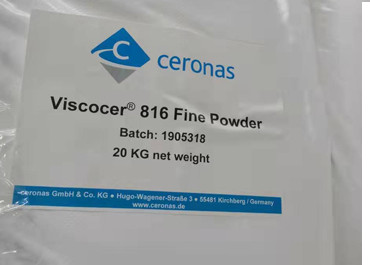 C ceronas
Viscocer® 816 Fine Powder
Batch: 1905318
20 KG net weight
ceronas GmbH & Co. KG ● Hugo-Wagener-Straße 3 ● 55481 Kirchberg / Germany
www.ceronas.de